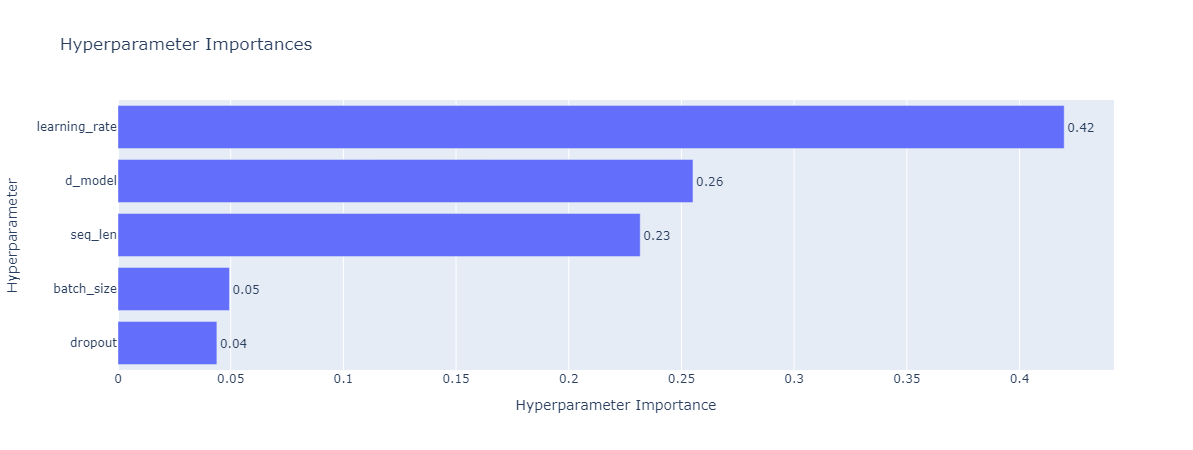 Hyperparameter Importances
Hyperparameter
learning_rate 0.42
d_model 0.26
seq_len 0.23
batch_size 0.05
dropout 0.04
0 0.05 0.1 0.15 0.2 0.25 0.3 0.35 0.4
Hyperparameter Importance